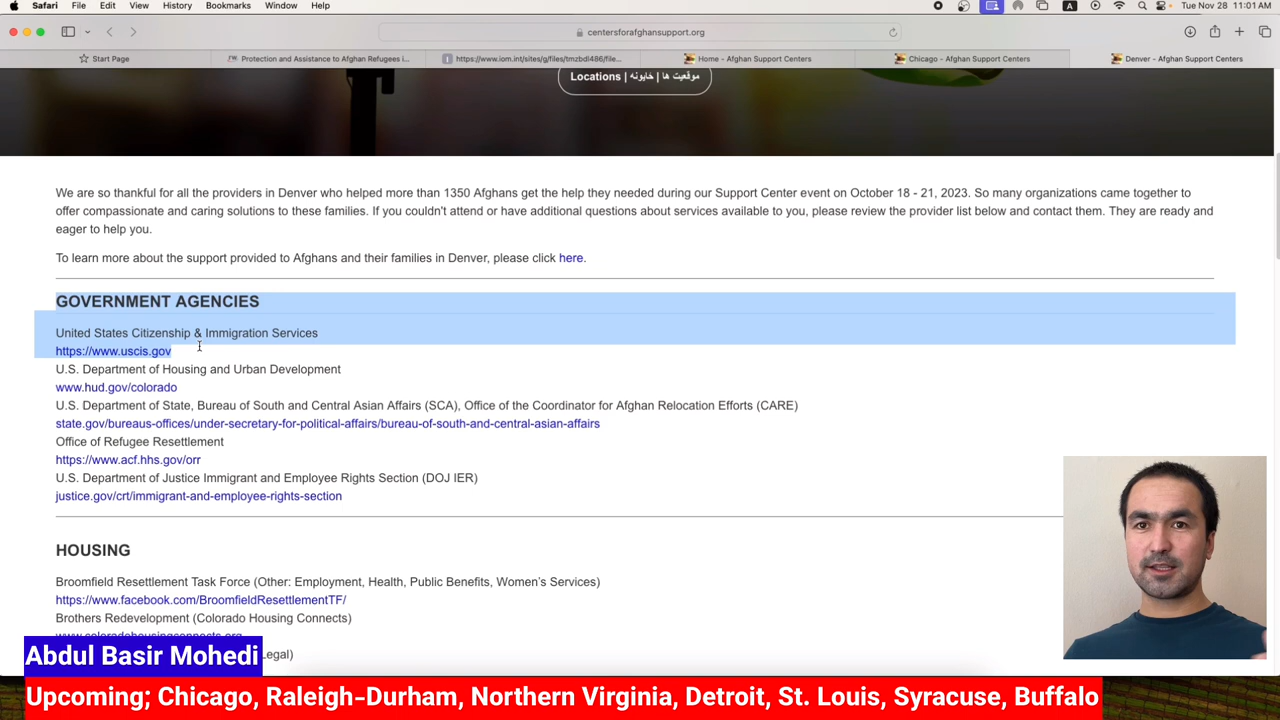 Safari File Edit View History Bookmarks Window Help Tue Nov 28 11:01 AM
centersforafghansupport.org
Start Page Protection and Assistance to Afghan Refugees i... https://www.iom.int/sites/g/files/tmzbdl486/file... Home - Afghan Support Centers Chicago - Afghan Support Centers Denver - Afghan Support Centers
Locations | موقعیت ها | خایونه
We are so thankful for all the providers in Denver who helped more than 1350 Afghans get the help they needed during our Support Center event on October 18 - 21, 2023. So many organizations came together to
offer compassionate and caring solutions to these families. If you couldn't attend or have additional questions about services available to you, please review the provider list below and contact them. They are ready and
eager to help you.
To learn more about the support provided to Afghans and their families in Denver, please click here.
GOVERNMENT AGENCIES
United States Citizenship & Immigration Services
https://www.uscis.gov
U.S. Department of Housing and Urban Development
www.hud.gov/colorado
U.S. Department of State, Bureau of South and Central Asian Affairs (SCA), Office of the Coordinator for Afghan Relocation Efforts (CARE)
state.gov/bureaus-offices/under-secretary-for-political-affairs/bureau-of-south-and-central-asian-affairs
Office of Refugee Resettlement
https://www.acf.hhs.gov/orr
U.S. Department of Justice Immigrant and Employee Rights Section (DOJ IER)
justice.gov/crt/immigrant-and-employee-rights-section
HOUSING
Broomfield Resettlement Task Force (Other: Employment, Health, Public Benefits, Women's Services)
https://www.facebook.com/BroomfieldResettlementTF/
Brothers Redevelopment (Colorado Housing Connects)
www.coloradohousingconnects.org
Legal)
Abdul Basir Mohedi
Upcoming; Chicago, Raleigh-Durham, Northern Virginia, Detroit, St. Louis, Syracuse, Buffalo